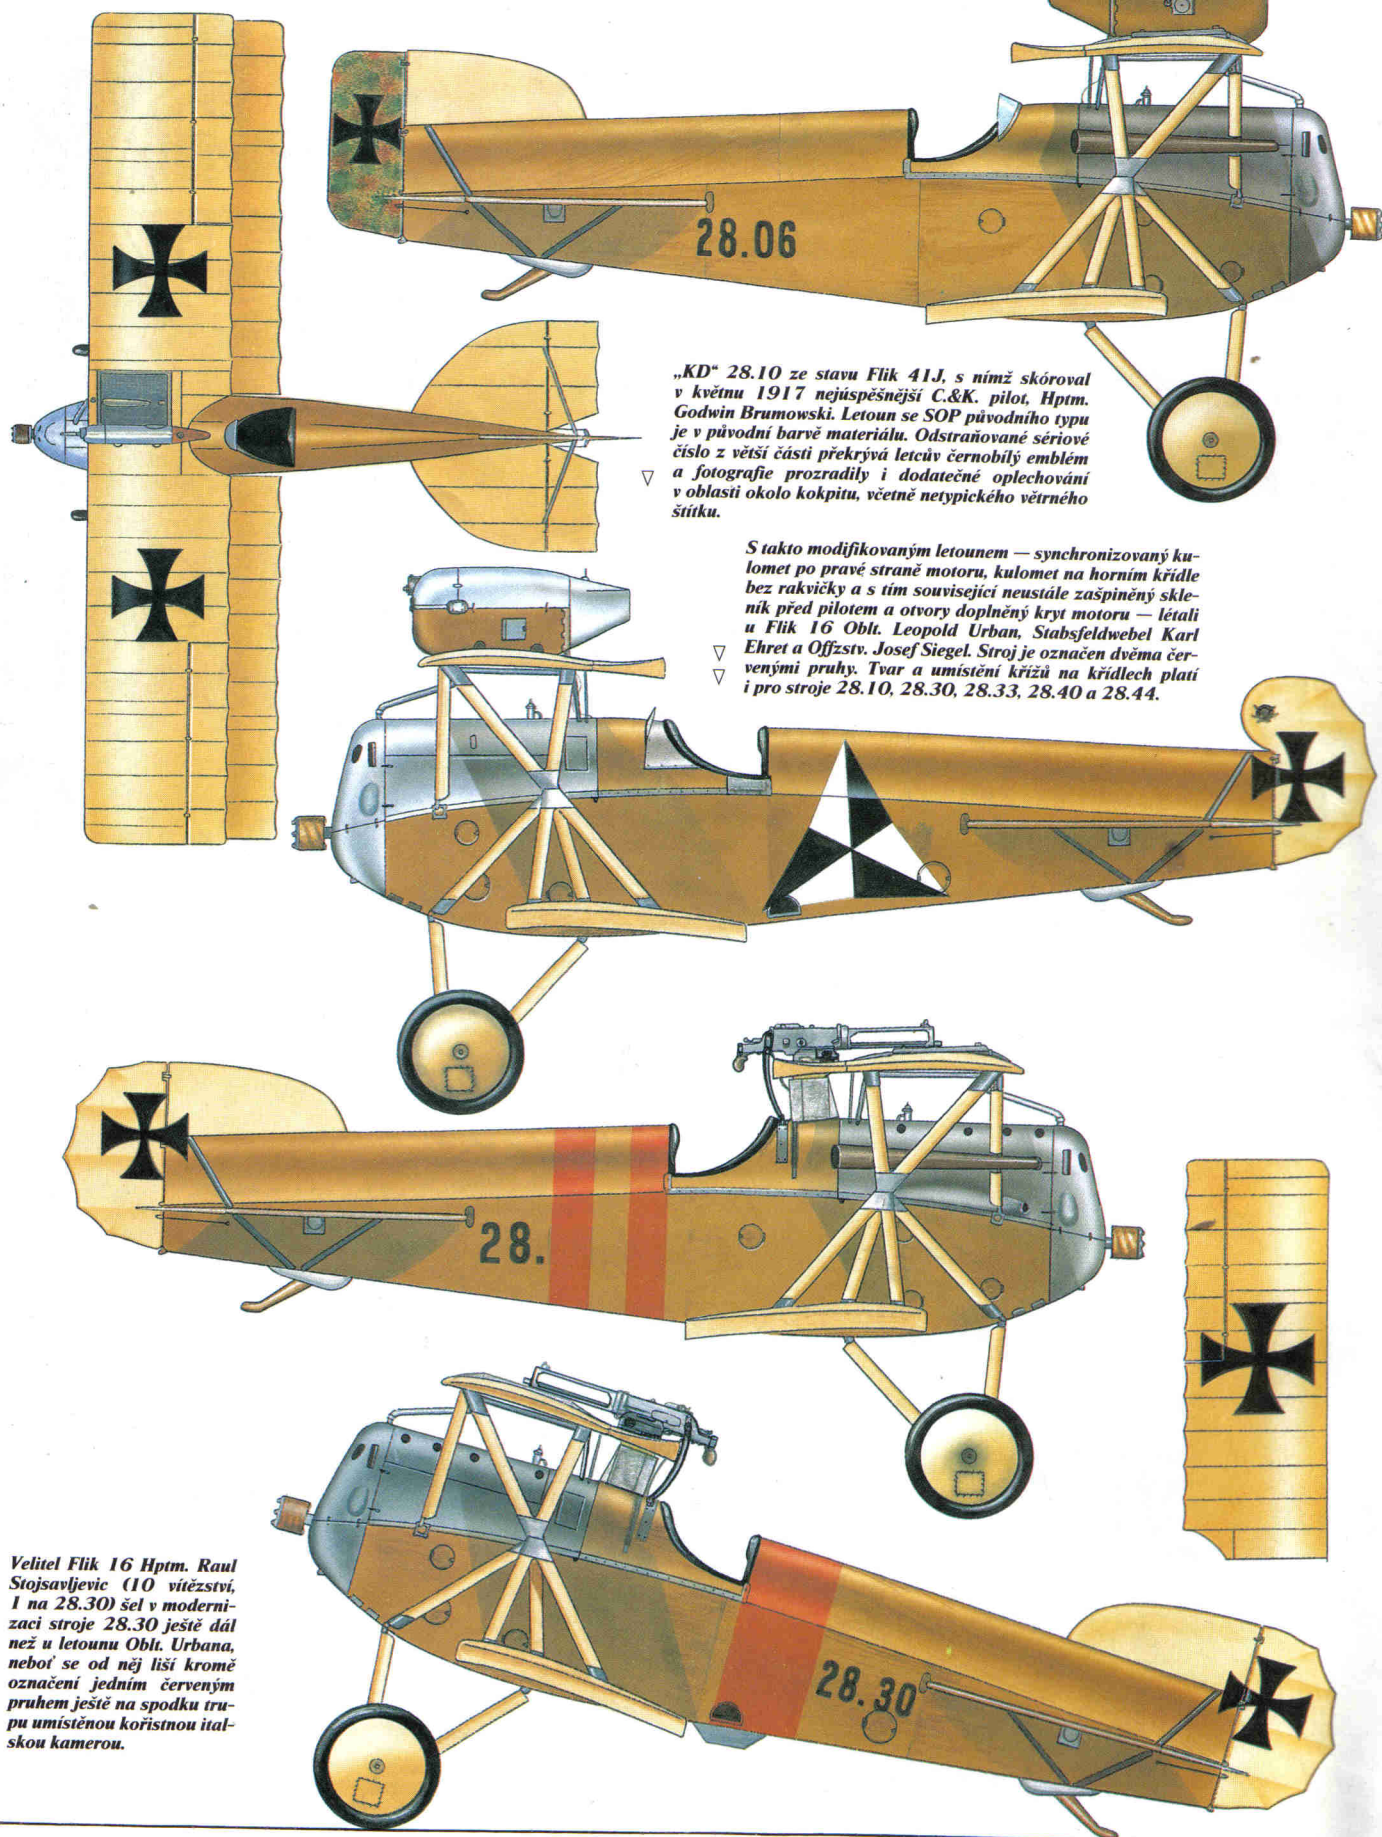 28.06
„KD“ 28.10 ze stavu Flik 41J, s nímž skóroval
v květnu 1917 nejúspěšnější C.&K. pilot, Hptm.
Godwin Brumowski. Letoun se SOP původního typu
je v původní barvě materiálu. Odstraňované sériové
číslo z větší části překrývá letcův černobílý emblém
a fotografie prozradily i dodatečné oplechování
v oblasti okolo kokpitu, včetně netypického větrného
štítku.
S takto modifikovaným letounem — synchronizovaný ku-
lomet po pravé straně motoru, kulomet na horním křídle
bez rakvičky a s tím související neustále zašpiněný skle-
ník před pilotem a otvory doplněný kryt motoru — létali
u Flik 16 Oblt. Leopold Urban, Stabsfeldwebel Karl
Ehret a Offzstv. Josef Siegel. Stroj je označen dvěma čer-
venými pruhy. Tvar a umístění křížů na křídlech platí
i pro stroje 28.10, 28.30, 28.33, 28.40 a 28.44.
28.
28.30
Velitel Flik 16 Hptm. Raul
Stojsavljevic (10 vítězství,
1 na 28.30) šel v moderni-
zaci stroje 28.30 ještě dál
než u letounu Oblt. Urbana,
neboť se od něj liší kromě
označení jedním červeným
pruhem ještě na spodku tru-
pu umístěnou kořistnou ital-
skou kamerou.